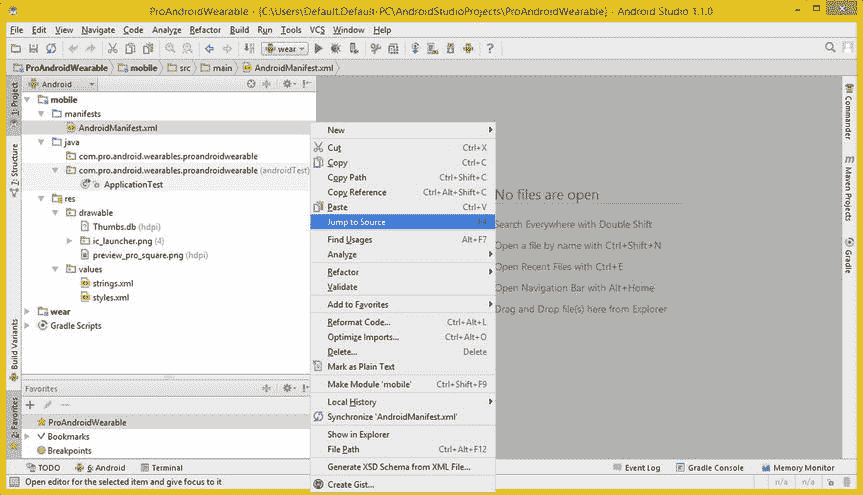 ProAndroidWearable - [C:\Users\Default.Default-PC\AndroidStudioProjects\ProAndroidWearable] - Android Studio 1.1.0
File Edit View Navigate Code Analyze Refactor Build Run Tools VCS Window Help
wear
ProAndroidWearable mobile src main AndroidManifest.xml
1: Project
Android
mobile
manifests
AndroidManifest.xml
java
com.pro.android.wearables.proandroidwearable
com.pro.android.wearables.proandroidwearable (androidTest)
ApplicationTest
res
drawable
Thumbs.db (hdpi)
ic_launcher.png (4)
preview_pro_square.png (hdpi)
values
strings.xml
styles.xml
wear
Gradle Scripts
7: Structure
Build Variants
2: Favorites
Favorites
ProAndroidWearable
Bookmarks
Breakpoints
New
Cut Ctrl+X
Copy Ctrl+C
Copy Path Ctrl+Shift+C
Copy Reference Ctrl+Alt+Shift+C
Paste Ctrl+V
Jump to Source F4
Find Usages Alt+F7
Analyze
Refactor
Validate
Add to Favorites
Reformat Code... Ctrl+Alt+L
Optimize Imports... Ctrl+Alt+O
Delete... Delete
Mark as Plain Text
Make Module 'mobile' Ctrl+Shift+F9
Local History
Synchronize 'AndroidManifest.xml'
Show in Explorer
File Path Ctrl+Alt+F12
Generate XSD Schema from XML File...
Create Gist...
No files are open
Search Everywhere with Double Shift
Open a file by name with Ctrl+Shift+N
Open Recent Files with Ctrl+E
Open Navigation Bar with Alt+Home
Drag and Drop file(s) here from Explorer
Commander
Maven Projects
Gradle
TODO 6: Android Terminal Event Log Gradle Console Memory Monitor
Open editor for the selected item and give focus to it n/a n/a